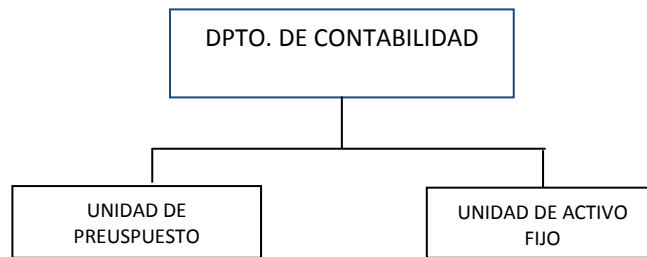 DPTO. DE CONTABILIDAD
UNIDAD DE
PREUSPUESTO
UNIDAD DE ACTIVO
FIJO